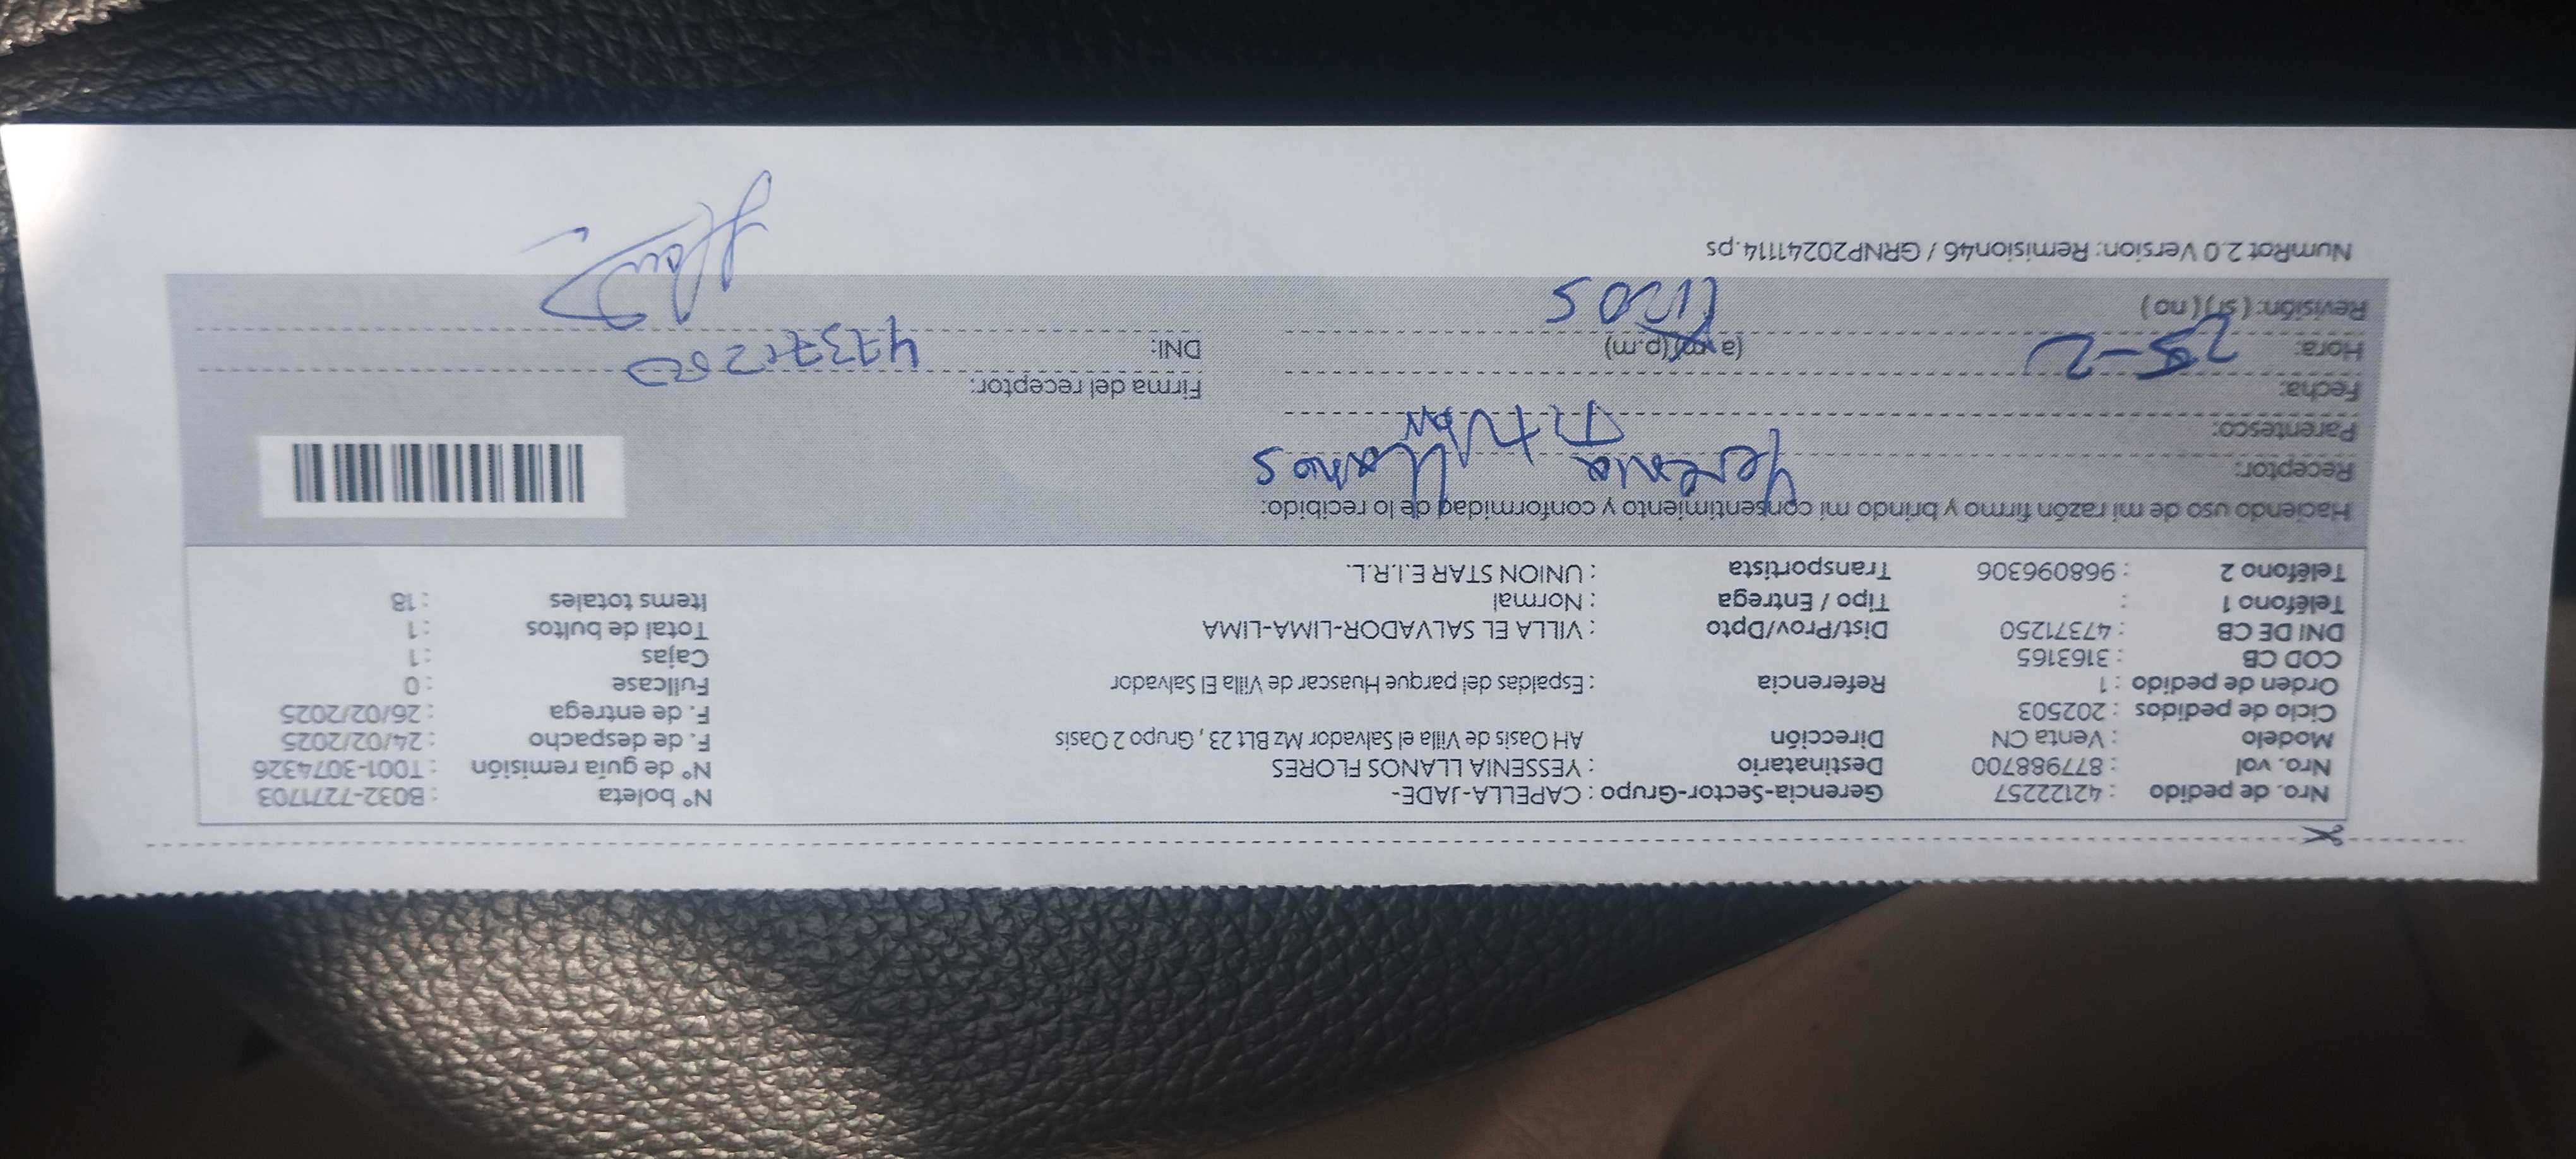 Nro. de pedido : 42122257 Gerencia-Sector-Grupo : CAPELLA-JADE- N° boleta : B032-7271703
Nro. vol : 877988700 Destinatario : YESSENIA LLANOS FLORES N° de guía remisión : T001-3074326
Modelo : Venta CN Dirección AH Oasis de Villa el Salvador Mz BLt 23 , Grupo 2 Oasis F. de despacho : 24/02/2025
Ciclo de pedidos : 202503 F. de entrega : 26/02/2025
Orden de pedido : 1 Referencia : Espaldas del parque Huascar de Villa El Salvador Fullcase : 0
COD CB : 3163165 Cajas : 1
DNI DE CB : 47371250 Dist/Prov/Dpto : VILLA EL SALVADOR-LIMA-LIMA Total de bultos : 1
Teléfono 1 : Tipo / Entrega : Normal Items totales : 18
Teléfono 2 : 968096306 Transportista : UNION STAR E.I.R.L.
Haciendo uso de mi razón firmo y brindo mi consentimiento y conformidad de lo recibido:
Receptor: Yesenia Llanos
Parentesco: Titular
Fecha: 25-2 Firma del receptor:
Hora: (a.m) (p.m) DNI: 47371250
Revisión: ( sí ) ( no )
NumRot 2.0 Version: Remision46 / GRNP20241114.ps